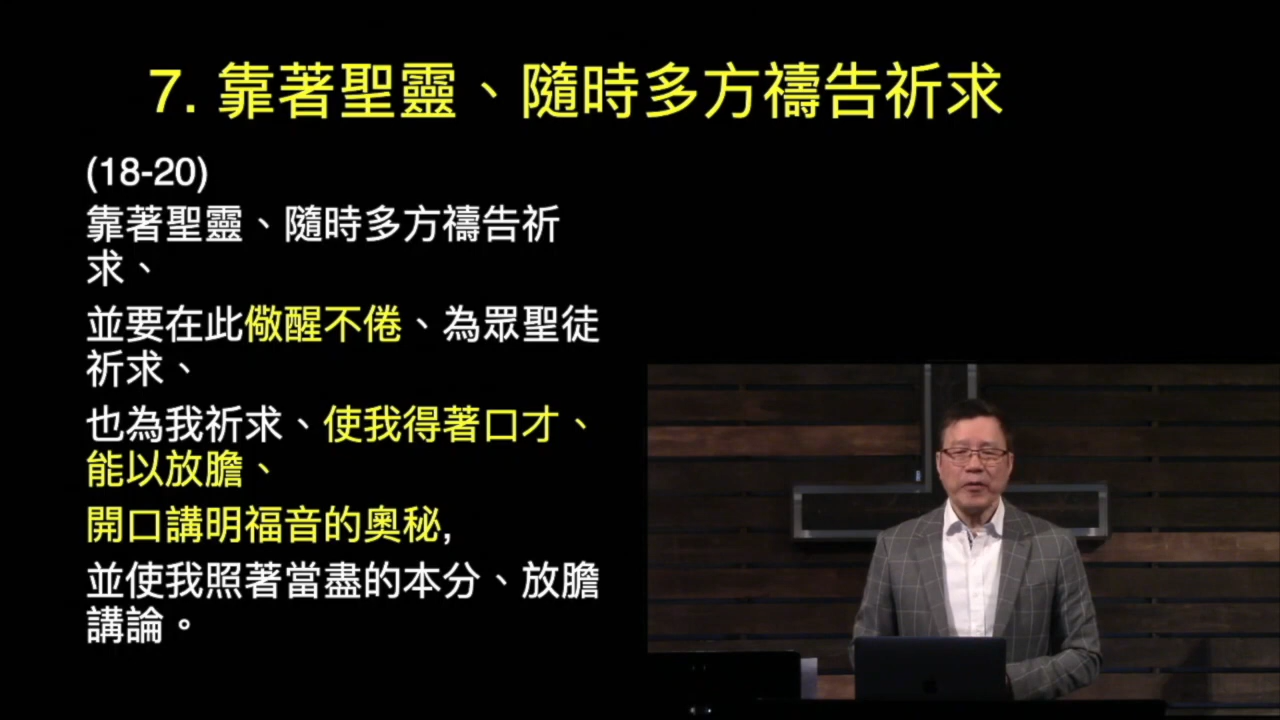 7. 靠著聖靈、隨時多方禱告祈求
(18-20)
靠著聖靈、隨時多方禱告祈
求、
並要在此儆醒不倦、為眾聖徒
祈求、
也為我祈求、使我得著口才、
能以放膽、
開口講明福音的奧秘,
並使我照著當盡的本分、放膽
講論。